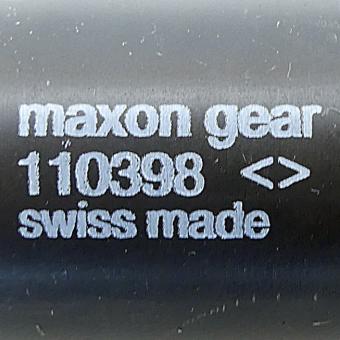 maxon gear
110398 <>
swiss made